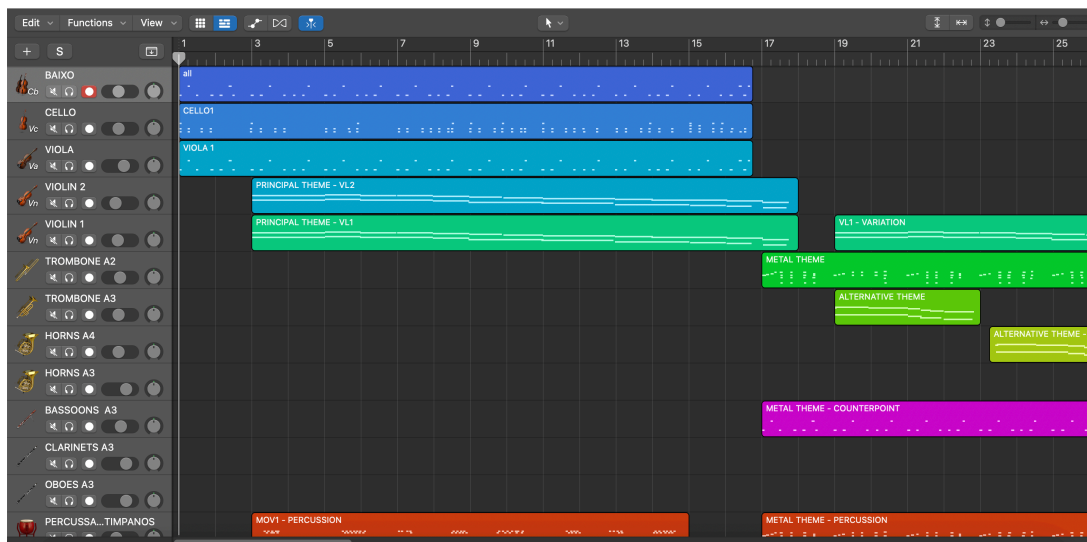 Edit Functions View
S
1 3 5 7 9 11 13 15 17 19 21 23 25
BAIXO
Cb
all
CELLO
Vc
CELLO1
VIOLA
Va
VIOLA 1
VIOLIN 2
Vn
PRINCIPAL THEME - VL2
VIOLIN 1
Vn
PRINCIPAL THEME - VL1
VL1 - VARIATION
TROMBONE A2
METAL THEME
TROMBONE A3
ALTERNATIVE THEME
HORNS A4
ALTERNATIVE THEME -
HORNS A3
BASSOONS A3
METAL THEME - COUNTERPOINT
CLARINETS A3
OBOES A3
PERCUSSA...TIMPANOS
MOV1 - PERCUSSION
METAL THEME - PERCUSSION